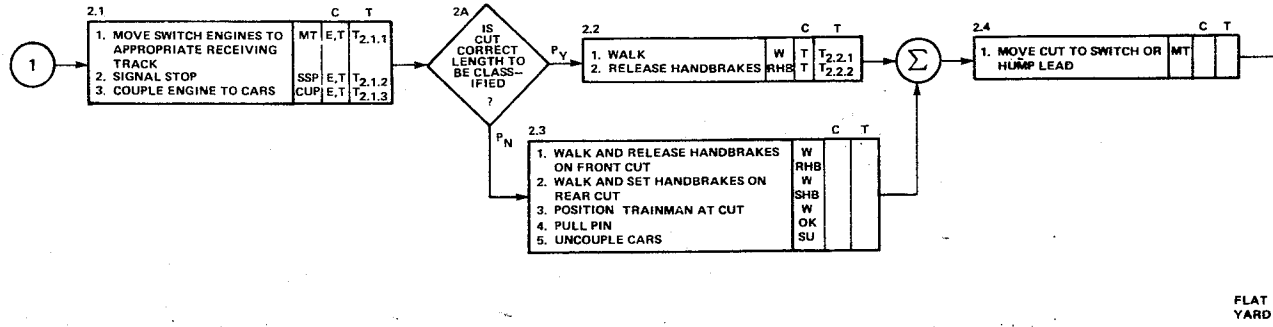 2.1
C T
1. MOVE SWITCH ENGINES TO MT E,T T2.1.1
APPROPRIATE RECEIVING
TRACK
2. SIGNAL STOP SSP E,T T2.1.2
3. COUPLE ENGINE TO CARS CUP E,T T2.1.3
1
2A
IS
CUT
CORRECT
LENGTH TO
BE CLASS-
IFIED
?
PY
PN
2.2
C T
1. WALK W T T2.2.1
2. RELEASE HANDBRAKES RHB T T2.2.2
2.3
C T
1. WALK AND RELEASE HANDBRAKES W
ON FRONT CUT RHB
2. WALK AND SET HANDBRAKES ON W
REAR CUT SHB
3. POSITION TRAINMAN AT CUT W
4. PULL PIN OK
5. UNCOUPLE CARS SU
Σ
2.4
C T
1. MOVE CUT TO SWITCH OR MT
HUMP LEAD
FLAT
YARD